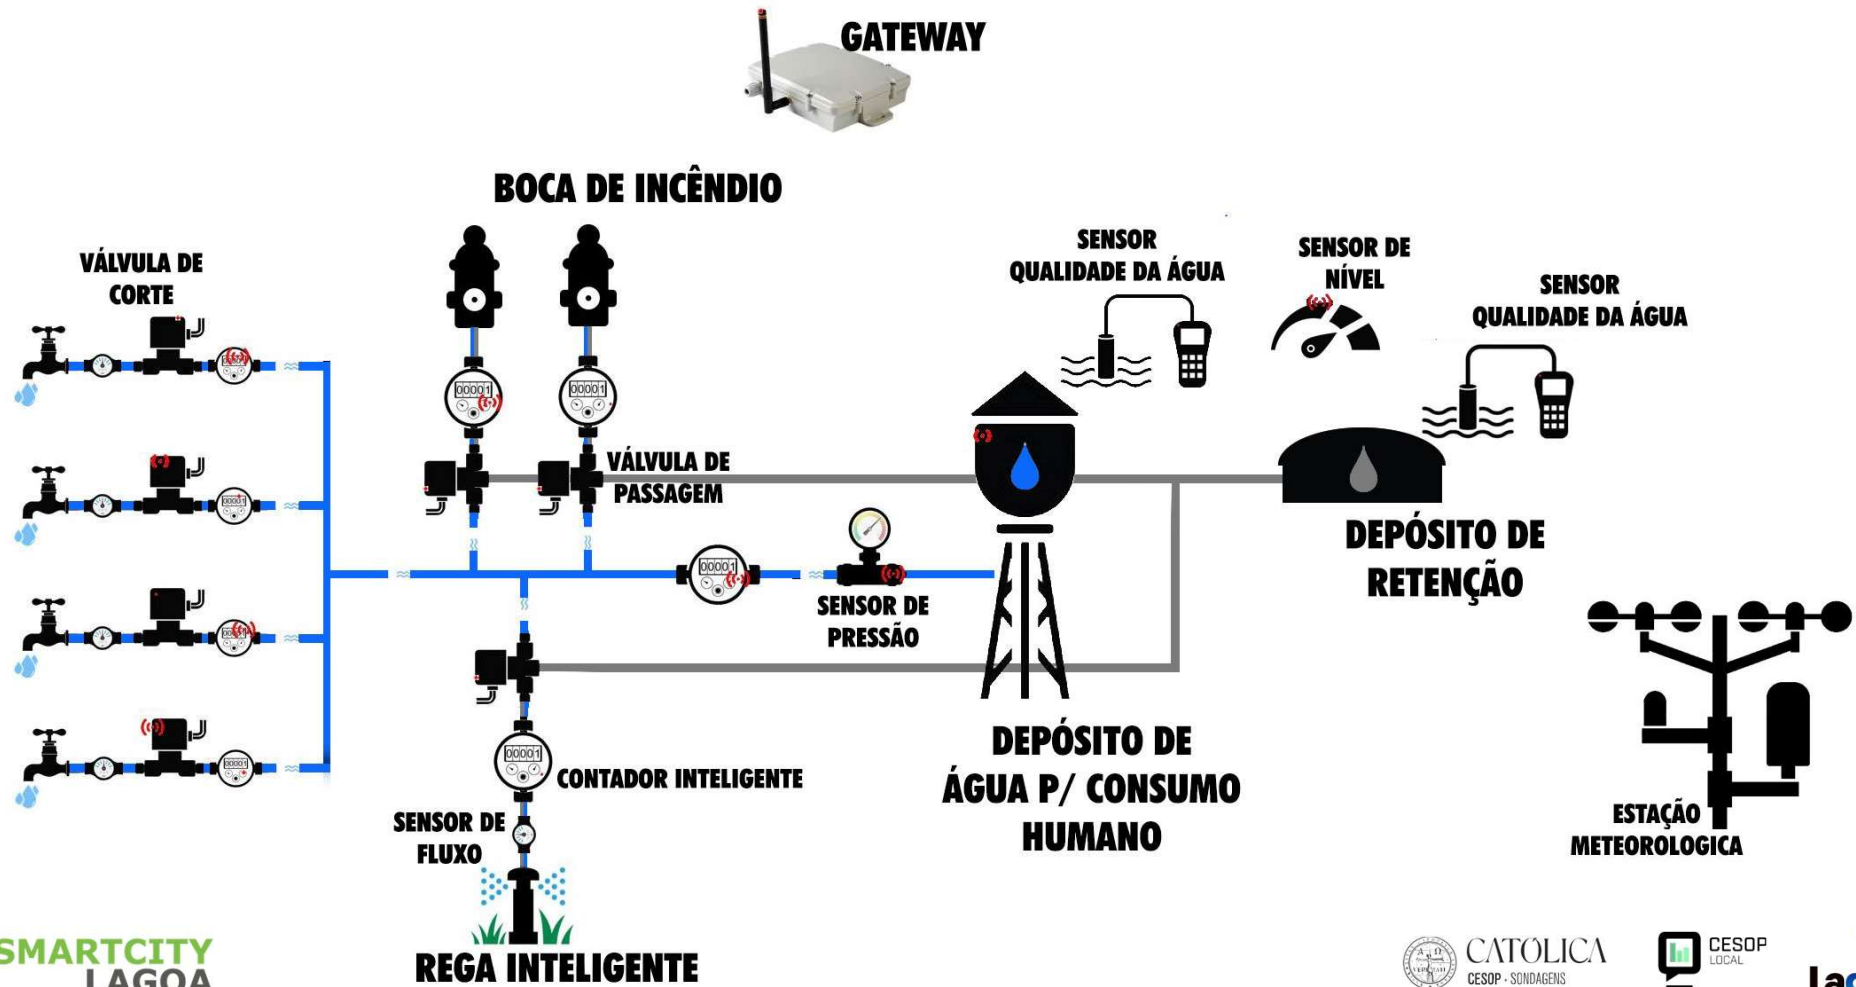 GATEWAY
BOCA DE INCÊNDIO
SENSOR
QUALIDADE DA ÁGUA
SENSOR DE
NÍVEL
SENSOR
QUALIDADE DA ÁGUA
VÁLVULA DE
CORTE
00001
00001
VÁLVULA DE
PASSAGEM
00001
00001
DEPÓSITO DE
RETENÇÃO
SENSOR DE
PRESSÃO
00001
DEPÓSITO DE
ÁGUA P/ CONSUMO
HUMANO
00001
CONTADOR INTELIGENTE
SENSOR DE
FLUXO
ESTAÇÃO
METEOROLOGICA
REGA INTELIGENTE
SMARTCITY
LAGOA
CATÓLICA
CESOP · SONDAGENS
CESOP
LOCAL